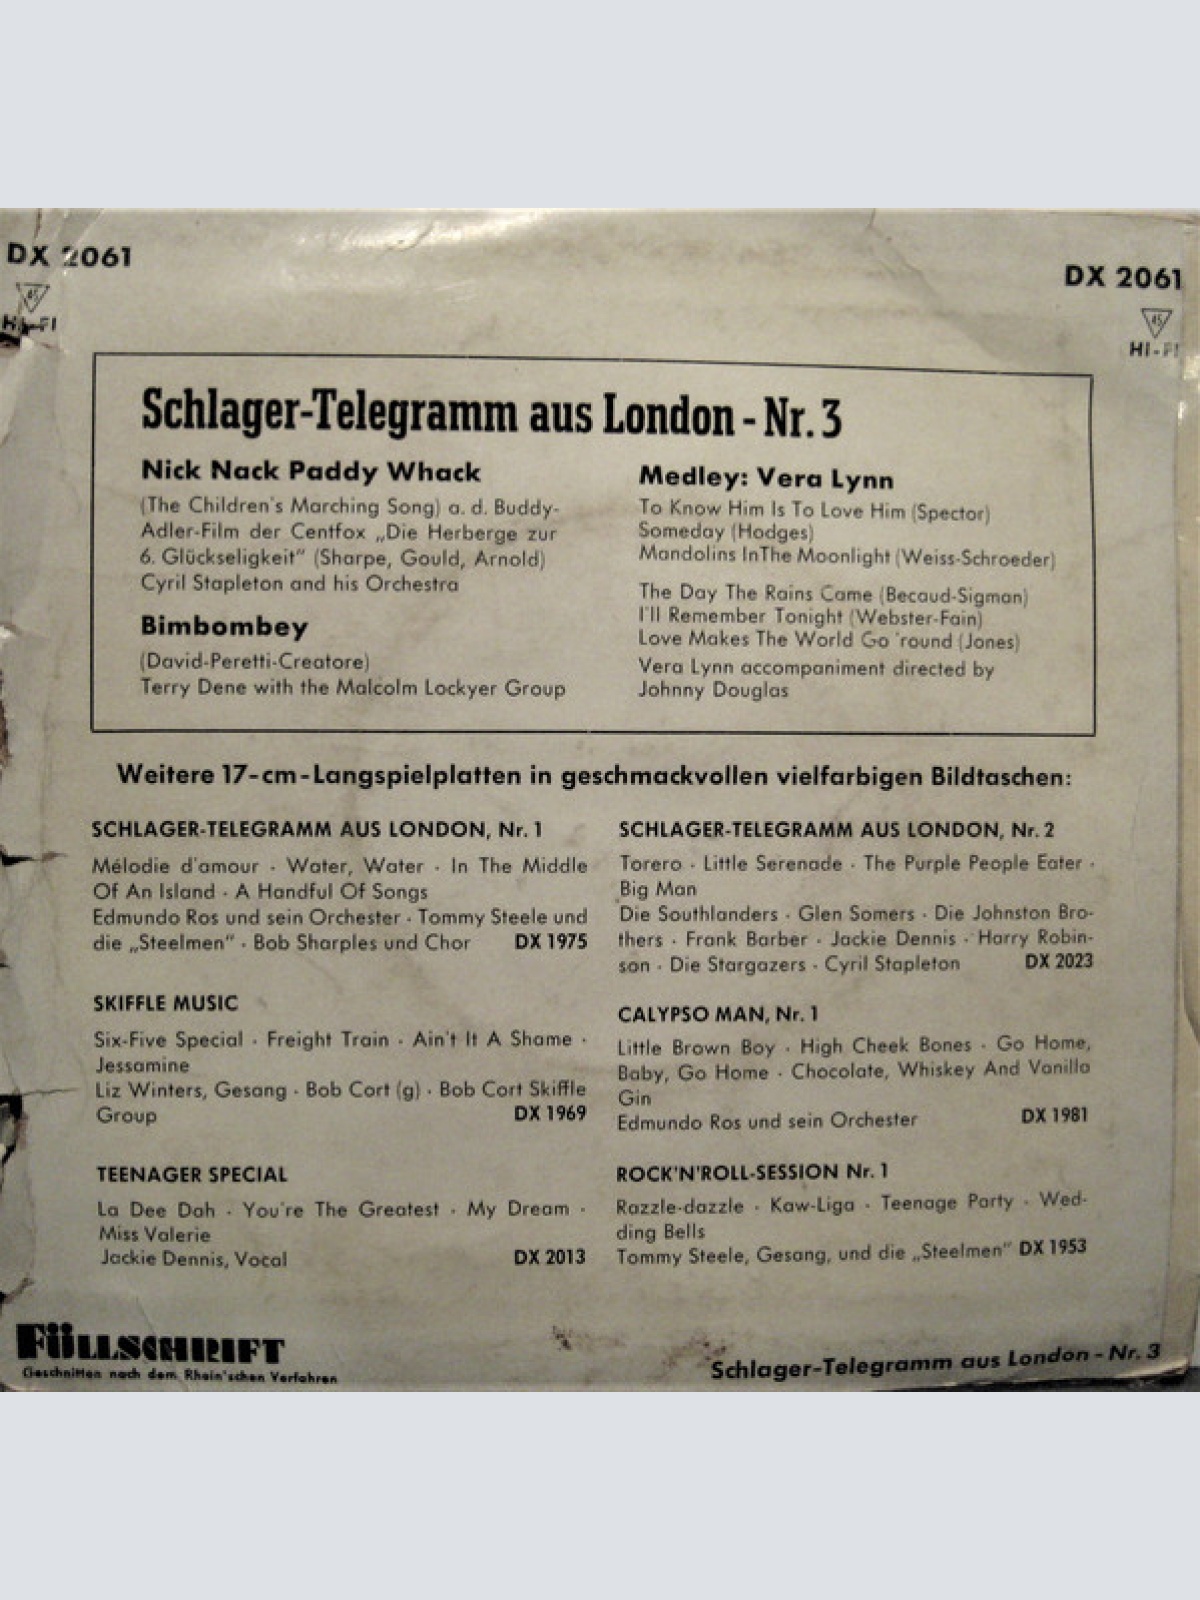 DX 2061
45
HI-FI
DX 2061
45
HI-FI
Schlager-Telegramm aus London - Nr. 3
Nick Nack Paddy Whack
(The Children's Marching Song) a. d. Buddy-
Adler-Film der Centfox „Die Herberge zur
6. Glückseligkeit" (Sharpe, Gould, Arnold)
Cyril Stapleton and his Orchestra
Bimbombey
(David-Peretti-Creatore)
Terry Dene with the Malcolm Lockyer Group
Medley: Vera Lynn
To Know Him Is To Love Him (Spector)
Someday (Hodges)
Mandolins InThe Moonlight (Weiss-Schroeder)
The Day The Rains Came (Becaud-Sigman)
I'll Remember Tonight (Webster-Fain)
Love Makes The World Go 'round (Jones)
Vera Lynn accompaniment directed by
Johnny Douglas
Weitere 17-cm-Langspielplatten in geschmackvollen vielfarbigen Bildtaschen:
SCHLAGER-TELEGRAMM AUS LONDON, Nr. 1
Mélodie d'amour · Water, Water · In The Middle
Of An Island · A Handful Of Songs
Edmundo Ros und sein Orchester · Tommy Steele und
die „Steelmen" · Bob Sharples und Chor DX 1975
SKIFFLE MUSIC
Six-Five Special · Freight Train · Ain't It A Shame ·
Jessamine
Liz Winters, Gesang · Bob Cort (g) · Bob Cort Skiffle
Group DX 1969
TEENAGER SPECIAL
La Dee Dah · You're The Greatest · My Dream ·
Miss Valerie
Jackie Dennis, Vocal DX 2013
SCHLAGER-TELEGRAMM AUS LONDON, Nr. 2
Torero · Little Serenade · The Purple People Eater ·
Big Man
Die Southlanders · Glen Somers · Die Johnston Bro-
thers · Frank Barber · Jackie Dennis · Harry Robin-
son · Die Stargazers · Cyril Stapleton DX 2023
CALYPSO MAN, Nr. 1
Little Brown Boy · High Cheek Bones · Go Home,
Baby, Go Home · Chocolate, Whiskey And Vanilla
Gin
Edmundo Ros und sein Orchester DX 1981
ROCK'N'ROLL-SESSION Nr. 1
Razzle-dazzle · Kaw-Liga · Teenage Party · Wed-
ding Bells
Tommy Steele, Gesang, und die „Steelmen" DX 1953
FÜLLSCHRIFT
Geschnitten nach dem Rhein'schen Verfahren
Schlager-Telegramm aus London - Nr. 3